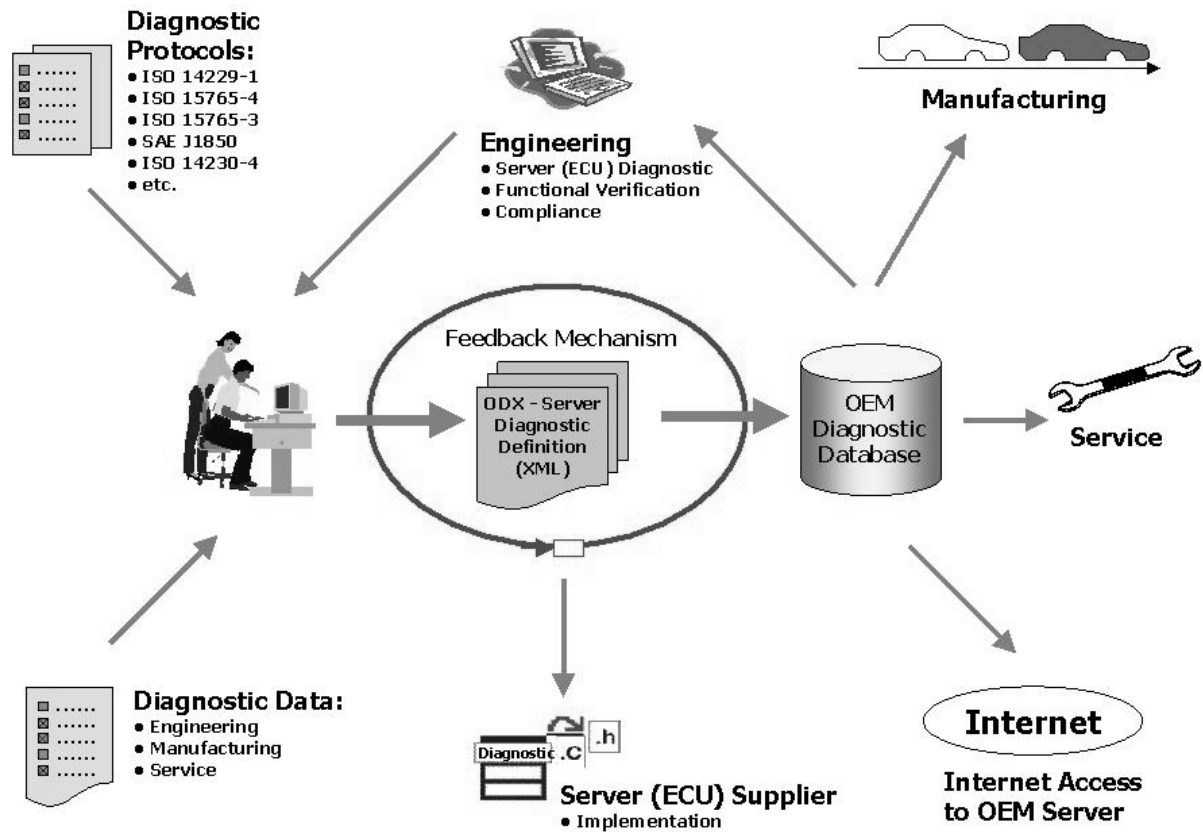 Diagnostic
Protocols:
• ISO 14229-1
• ISO 15765-4
• ISO 15765-3
• SAE J1850
• ISO 14230-4
• etc.
Engineering
• Server (ECU) Diagnostic
• Functional Verification
• Compliance
Manufacturing
Feedback Mechanism
ODX - Server
Diagnostic
Definition
(XML)
OEM
Diagnostic
Database
Service
Diagnostic Data:
• Engineering
• Manufacturing
• Service
Diagnostic
.C
.h
Server (ECU) Supplier
• Implementation
Internet
Internet Access
to OEM Server